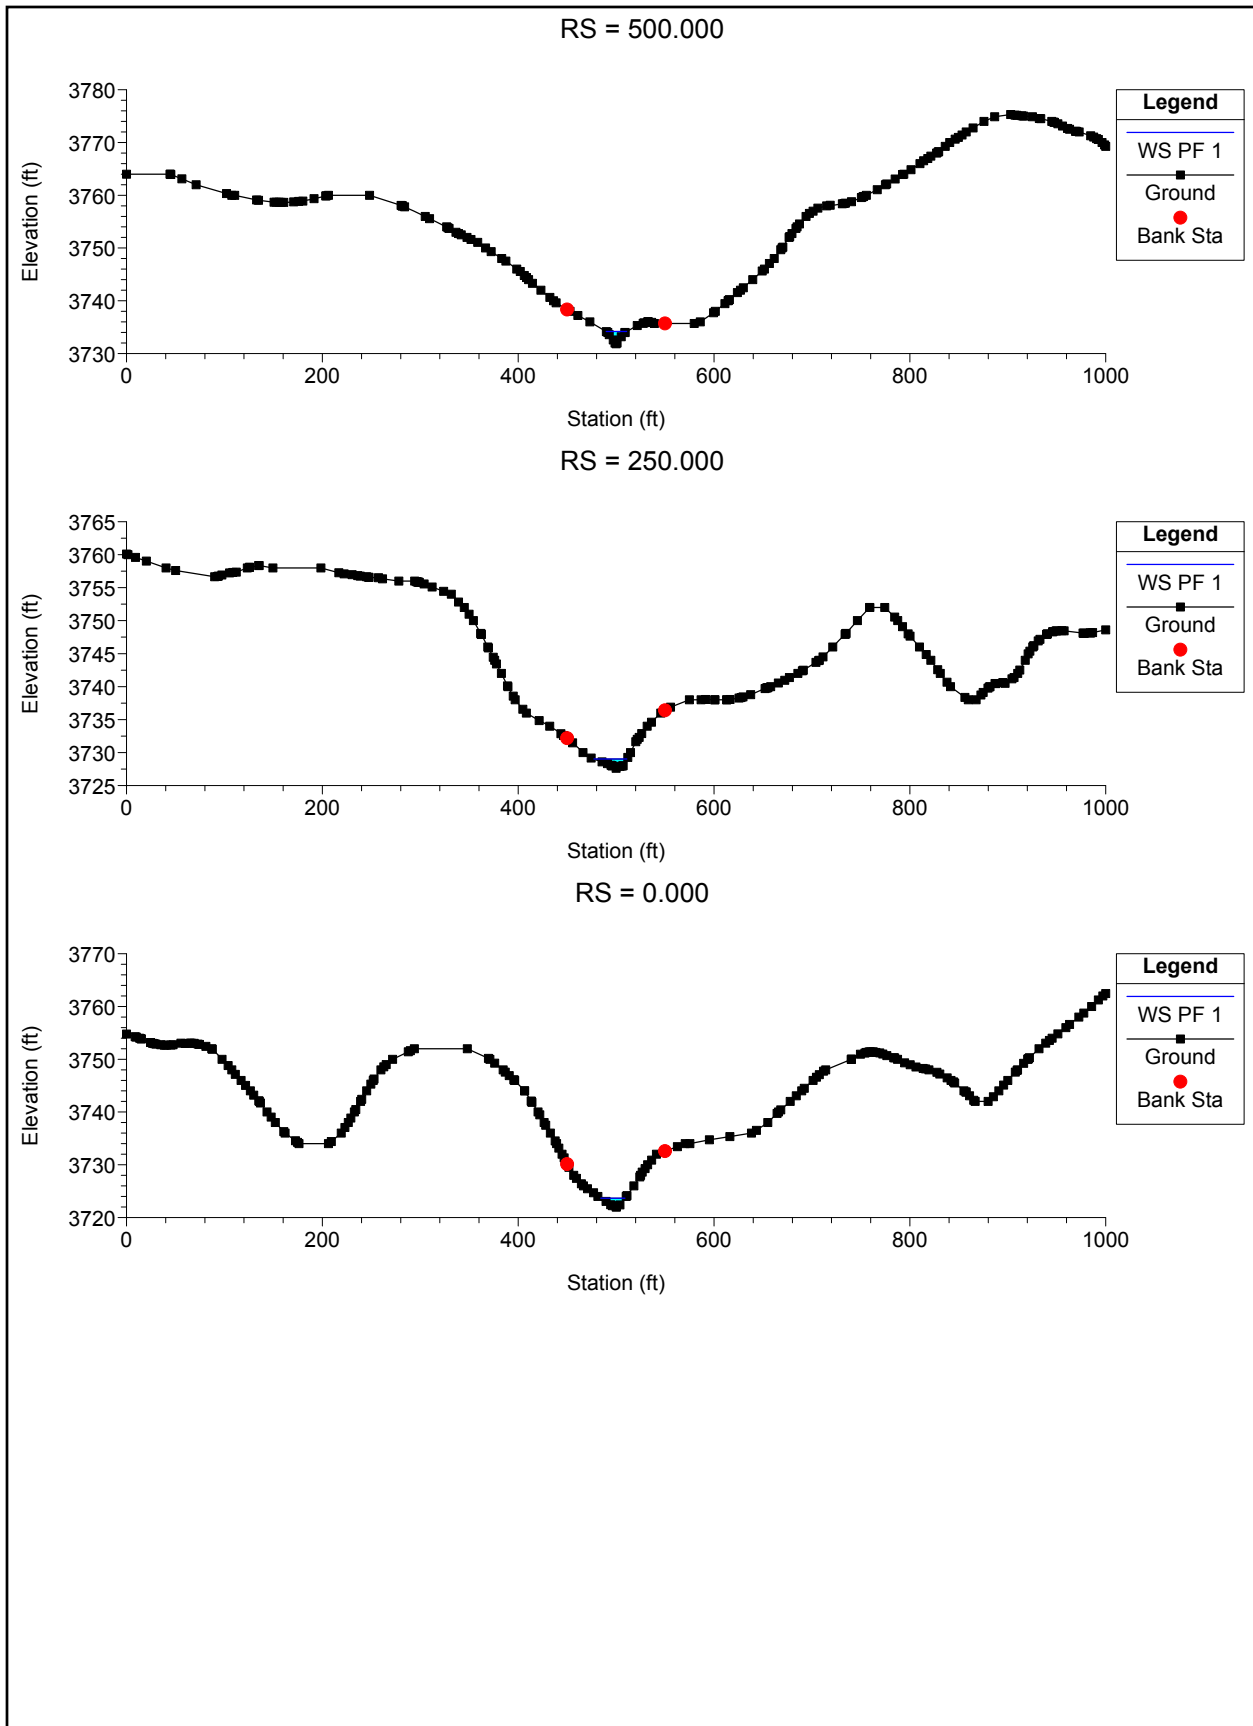 RS = 500.000
3780
3770
3760
3750
3740
3730
Elevation (ft)
0 200 400 600 800 1000
Station (ft)
Legend
WS PF 1
Ground
Bank Sta
RS = 250.000
3765
3760
3755
3750
3745
3740
3735
3730
3725
Elevation (ft)
0 200 400 600 800 1000
Station (ft)
Legend
WS PF 1
Ground
Bank Sta
RS = 0.000
3770
3760
3750
3740
3730
3720
Elevation (ft)
0 200 400 600 800 1000
Station (ft)
Legend
WS PF 1
Ground
Bank Sta